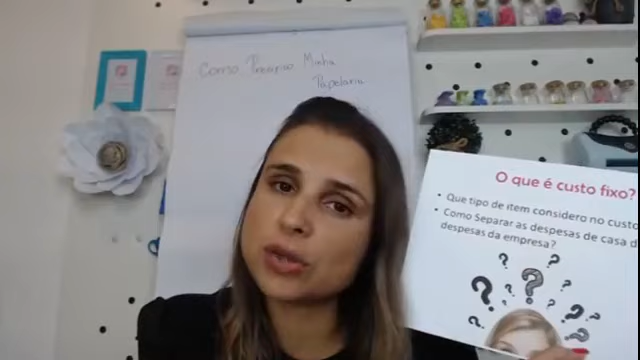 Como Precifico Minha
Papelaria
O que é custo fixo?
• Que tipo de item considero no custo
• Como Separar as despesas de casa d
despesas da empresa?